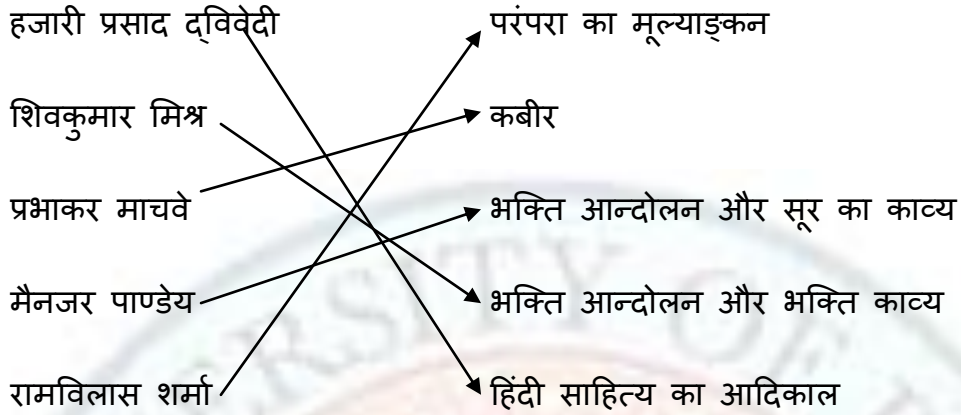 हजारी प्रसाद द्विवेदी परंपरा का मूल्याङ्कन
शिवकुमार मिश्र कबीर
प्रभाकर माचवे भक्ति आन्दोलन और सूर का काव्य
मैनजर पाण्डेय भक्ति आन्दोलन और भक्ति काव्य
रामविलास शर्मा हिंदी साहित्य का आदिकाल